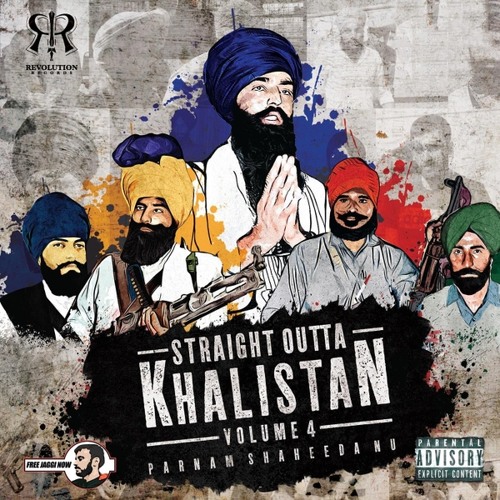 REVOLUTION
RECORDS
STRAIGHT OUTTA
KHALISTAN
VOLUME 4
PARNAM SHAHEEDA NU
FREE JAGGI NOW
PARENTAL
ADVISORY
EXPLICIT CONTENT